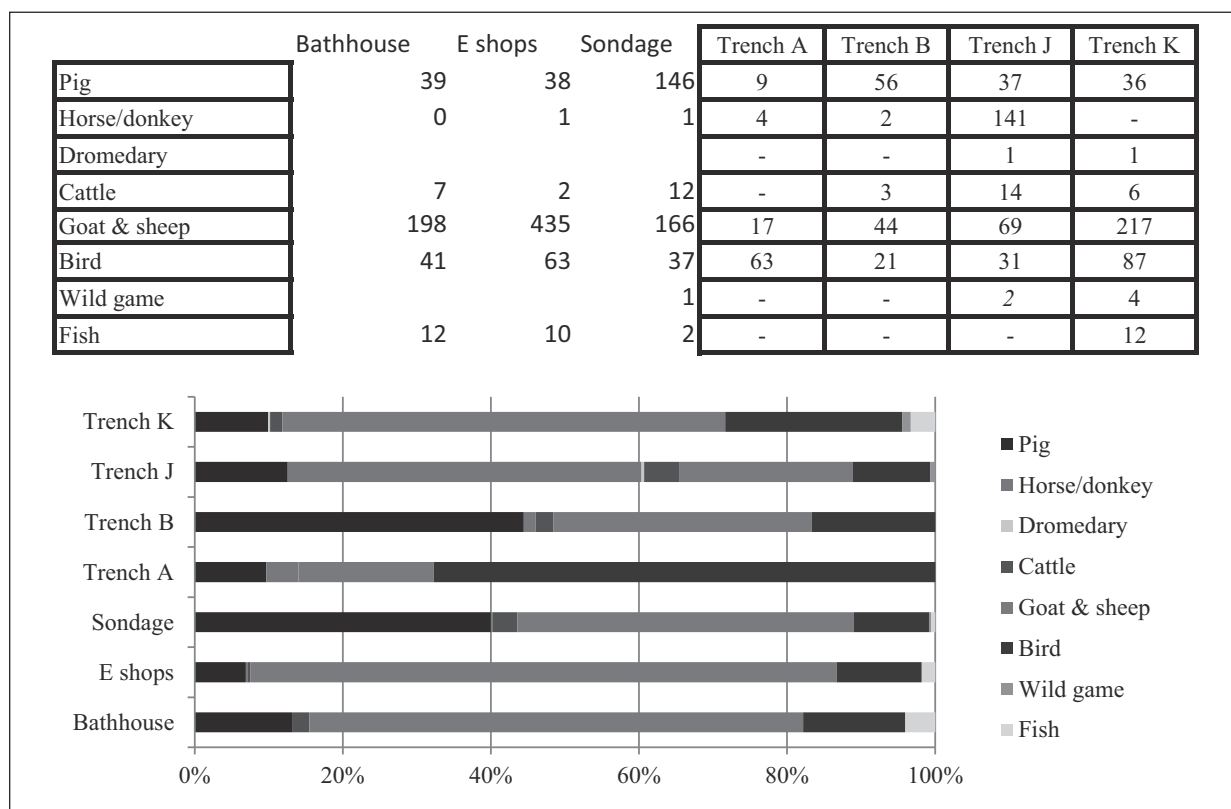 Bathhouse E shops Sondage Trench A Trench B Trench J Trench K
Pig 39 38 146 9 56 37 36
Horse/donkey 0 1 1 4 2 141 -
Dromedary - - 1 1
Cattle 7 2 12 - 3 14 6
Goat & sheep 198 435 166 17 44 69 217
Bird 41 63 37 63 21 31 87
Wild game 1 - - 2 4
Fish 12 10 2 - - - 12
Trench K
Trench J
Trench B
Trench A
Sondage
E shops
Bathhouse
0% 20% 40% 60% 80% 100%
Pig
Horse/donkey
Dromedary
Cattle
Goat & sheep
Bird
Wild game
Fish